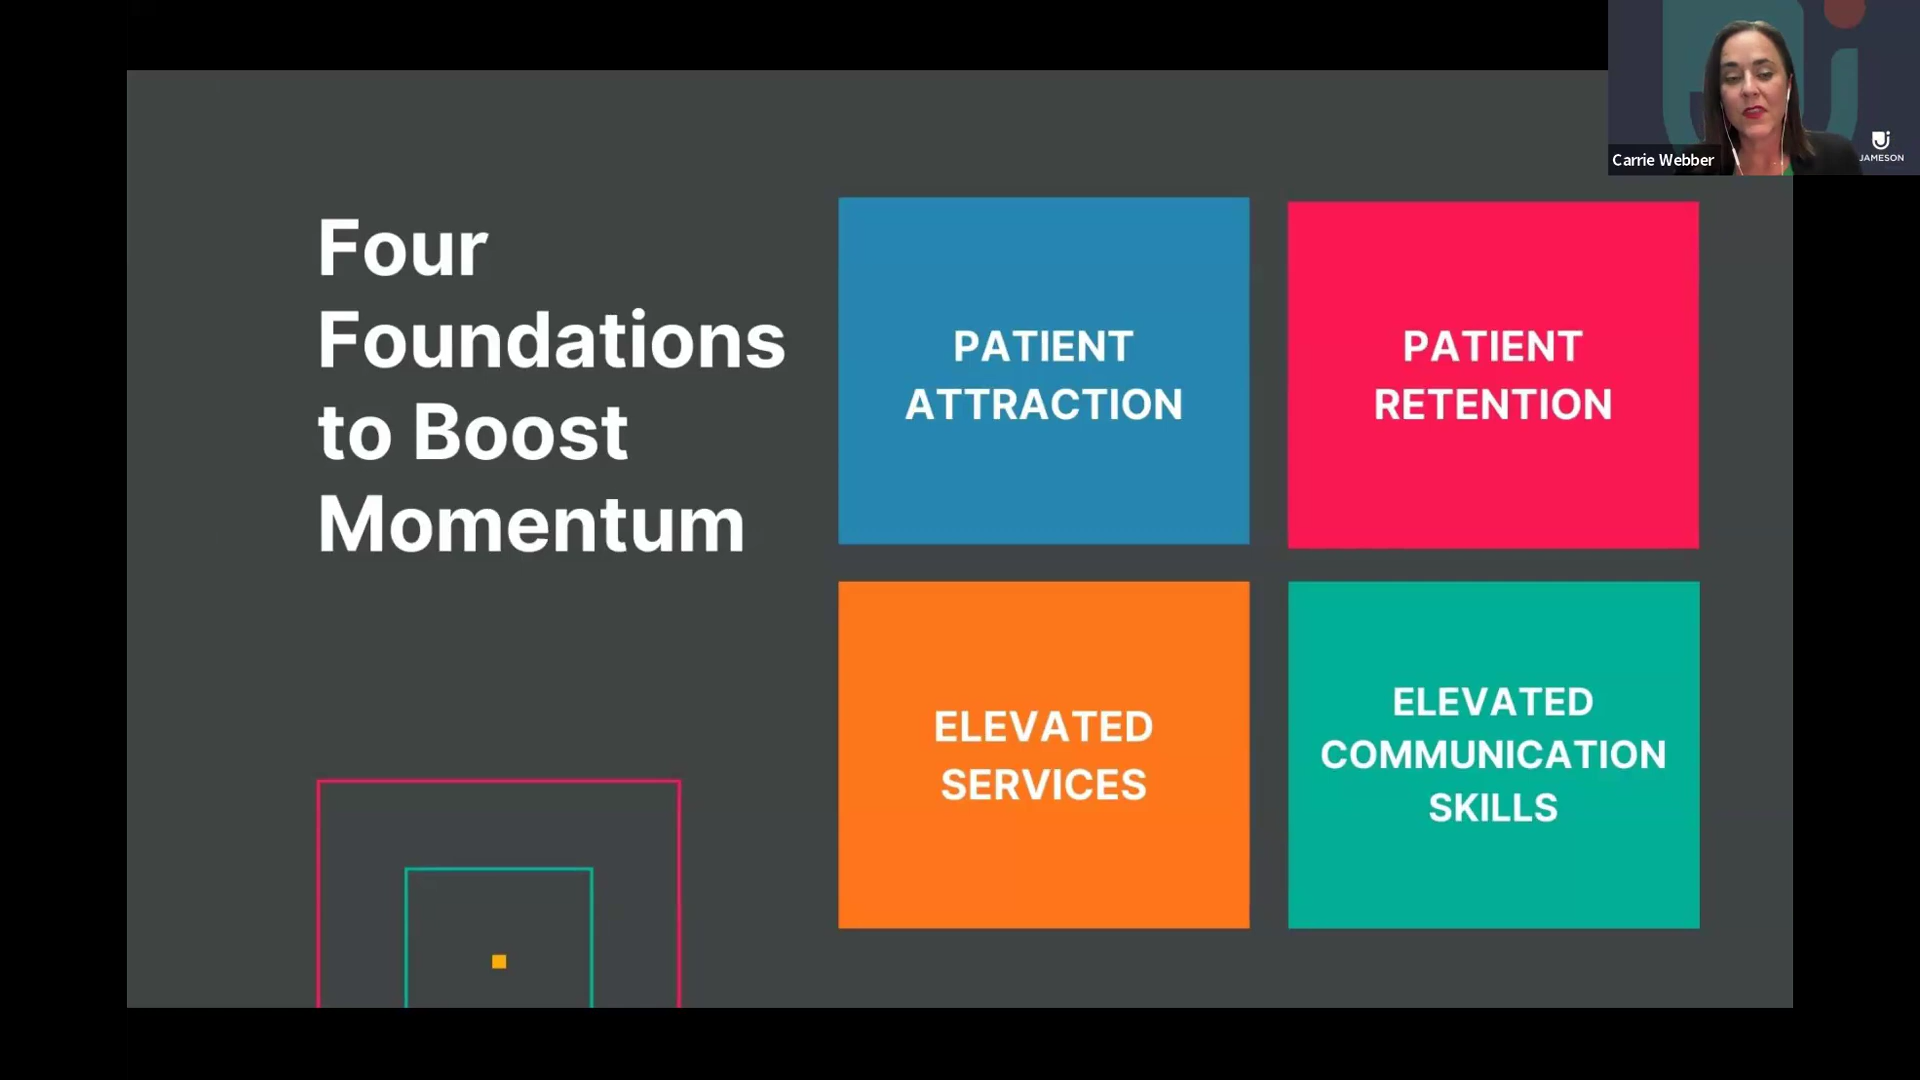 Four
Foundations
to Boost
Momentum
PATIENT
ATTRACTION
PATIENT
RETENTION
ELEVATED
SERVICES
ELEVATED
COMMUNICATION
SKILLS
Carrie Webber
JAMESON